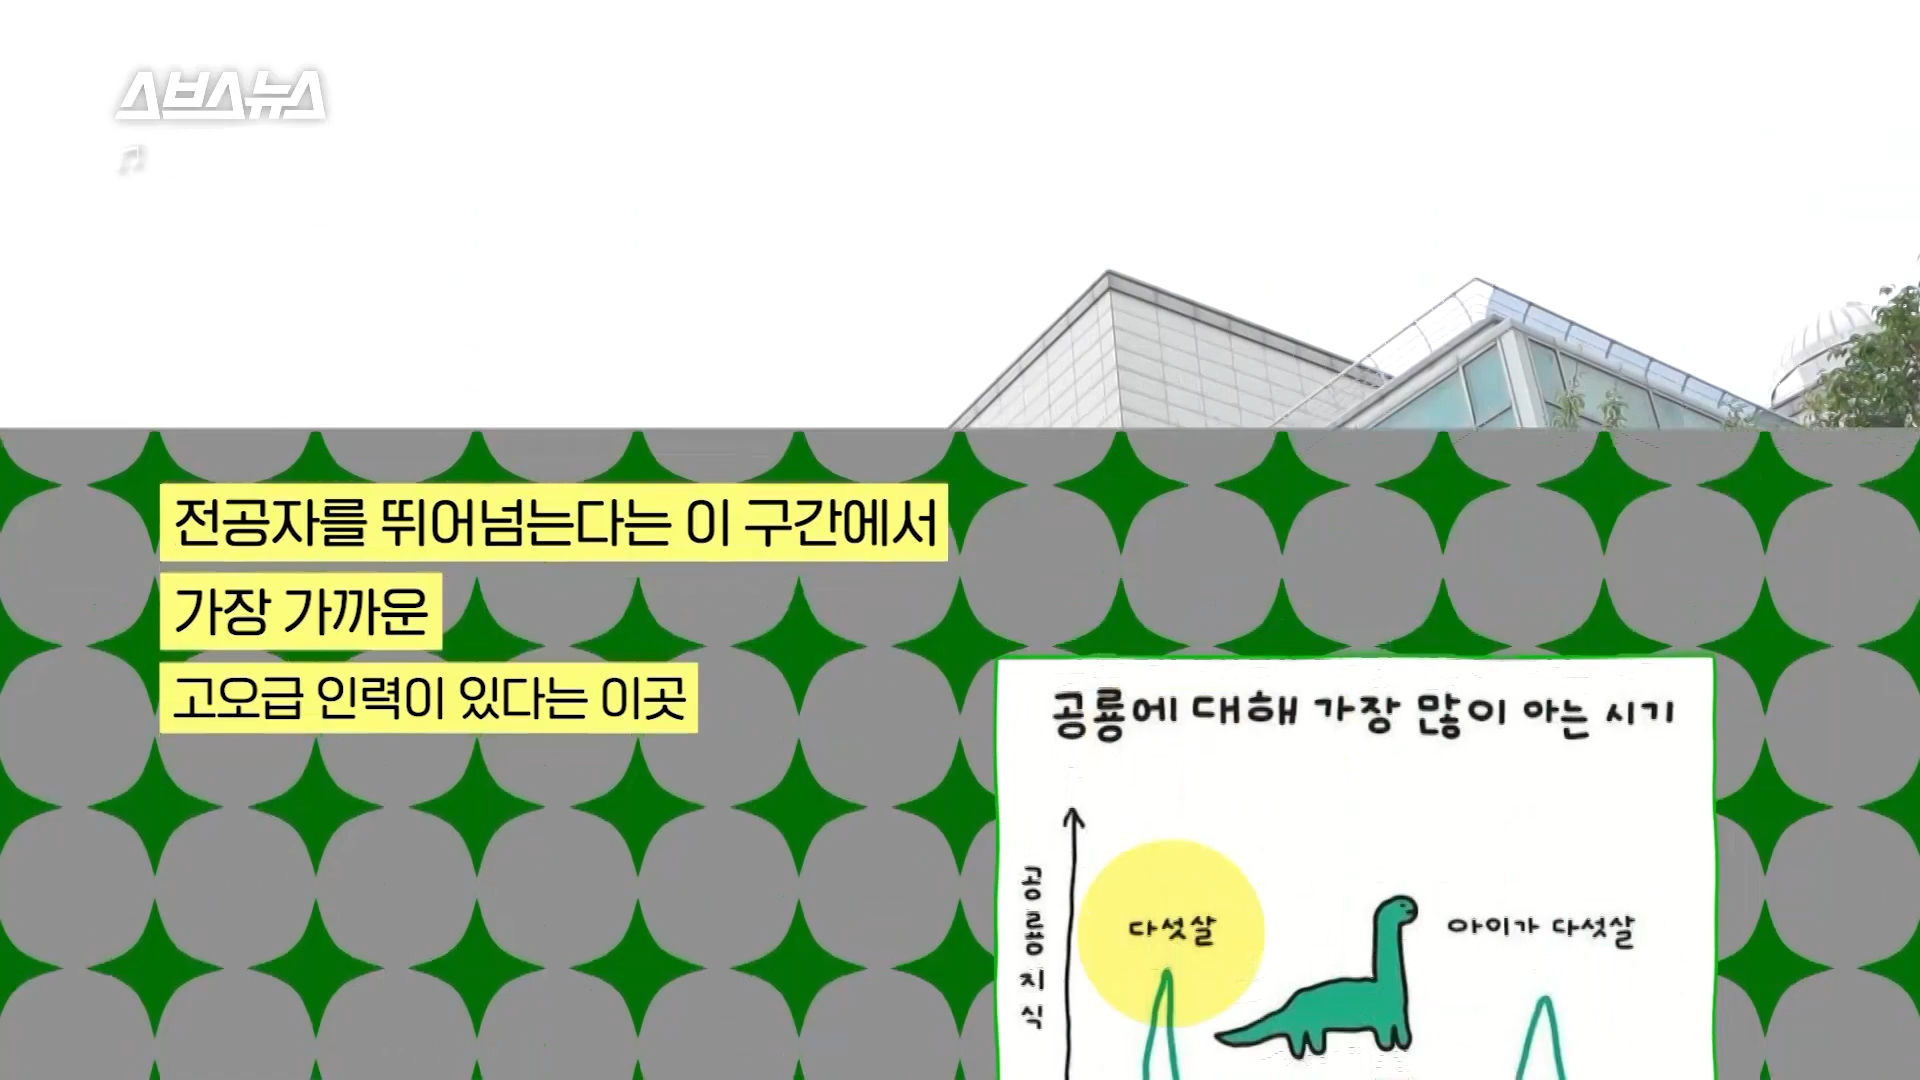 스브스뉴스
전공자를 뛰어넘는다는 이 구간에서
가장 가까운
고오급 인력이 있다는 이곳
공룡에 대해 가장 많이 아는 시기
공룡지식
다섯살
아이가 다섯살